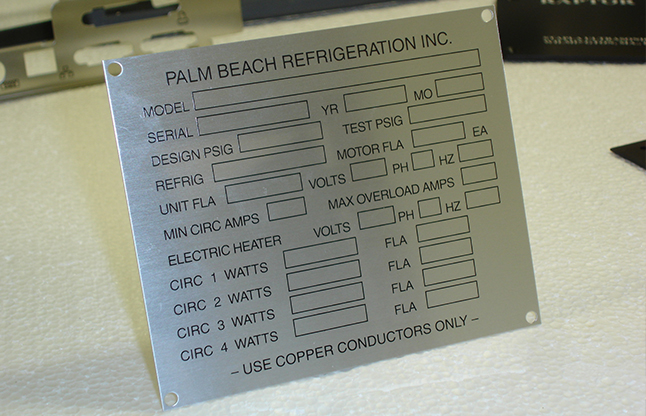 PALM BEACH REFRIGERATION INC.
MODEL
SERIAL YR MO
DESIGN PSIG TEST PSIG
REFRIG MOTOR FLA EA
UNIT FLA VOLTS PH HZ
MIN CIRC AMPS MAX OVERLOAD AMPS
ELECTRIC HEATER VOLTS PH HZ
CIRC 1 WATTS FLA
CIRC 2 WATTS FLA
CIRC 3 WATTS FLA
CIRC 4 WATTS FLA
– USE COPPER CONDUCTORS ONLY –
RAPTOR